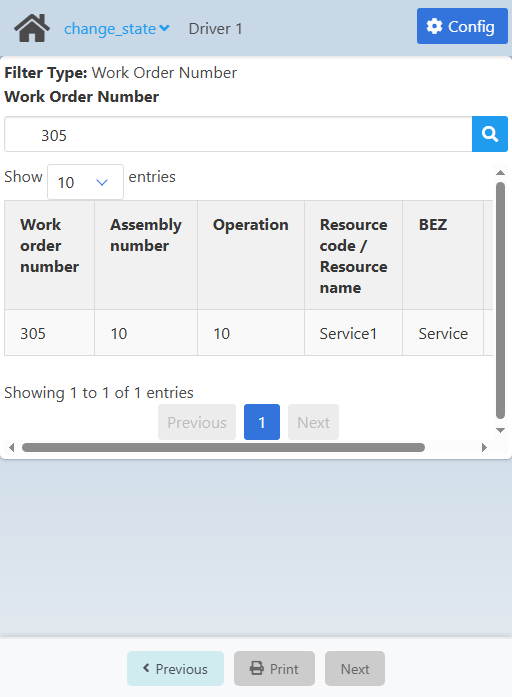 change_state Driver 1 Config
Filter Type: Work Order Number
Work Order Number
305
Show 10 entries
Work order number Assembly number Operation Resource code / Resource name BEZ
305 10 10 Service1 Service
Showing 1 to 1 of 1 entries
Previous 1 Next
Previous Print Next